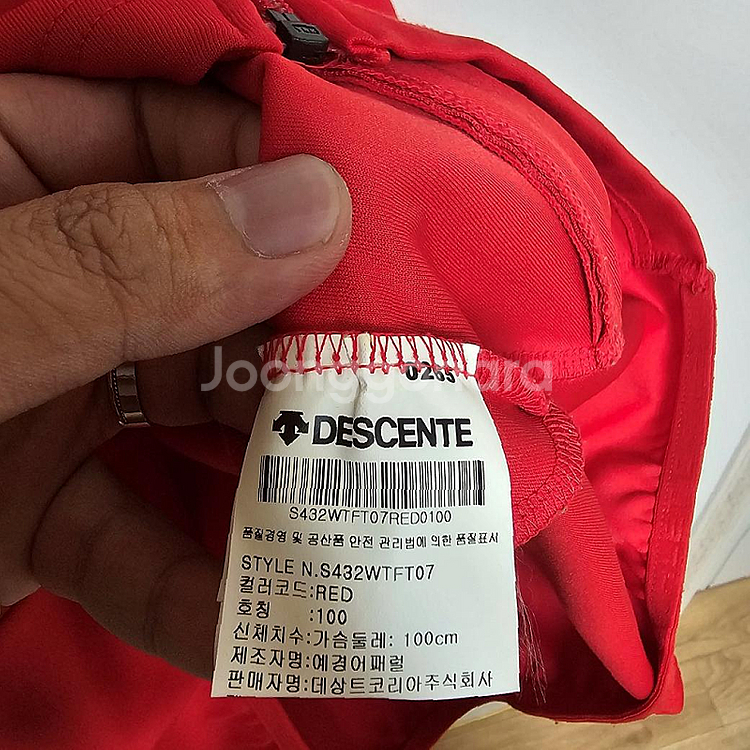 0265
Joonggonara
DESCENTE
S432WTFT07RED0100
품질경영 및 공산품 안전 관리법에 의한 품질표시
STYLE N.S432WTFT07
컬러코드:RED
호칭 :100
신체치수:가슴둘레: 100cm
제조자명:예경어패럴
판매자명:데상트코리아주식회사